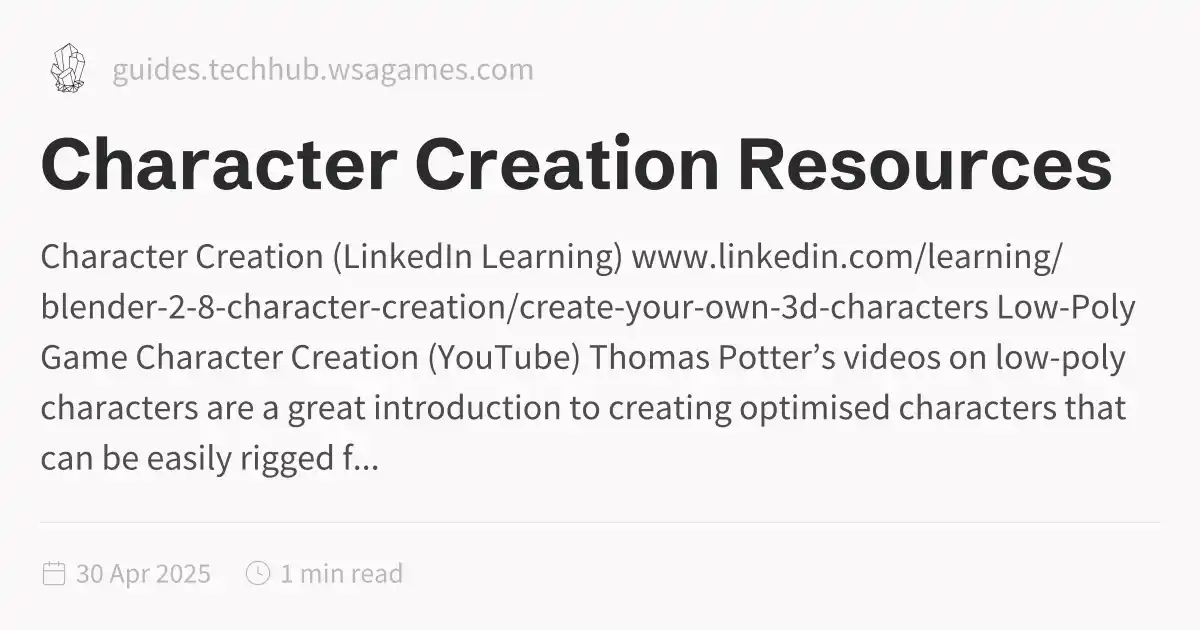 guides.techhub.wsagames.com
Character Creation Resources
Character Creation (LinkedIn Learning) www.linkedin.com/learning/
blender-2-8-character-creation/create-your-own-3d-characters Low-Poly
Game Character Creation (YouTube) Thomas Potter’s videos on low-poly
characters are a great introduction to creating optimised characters that
can be easily rigged f...
30 Apr 2025 1 min read